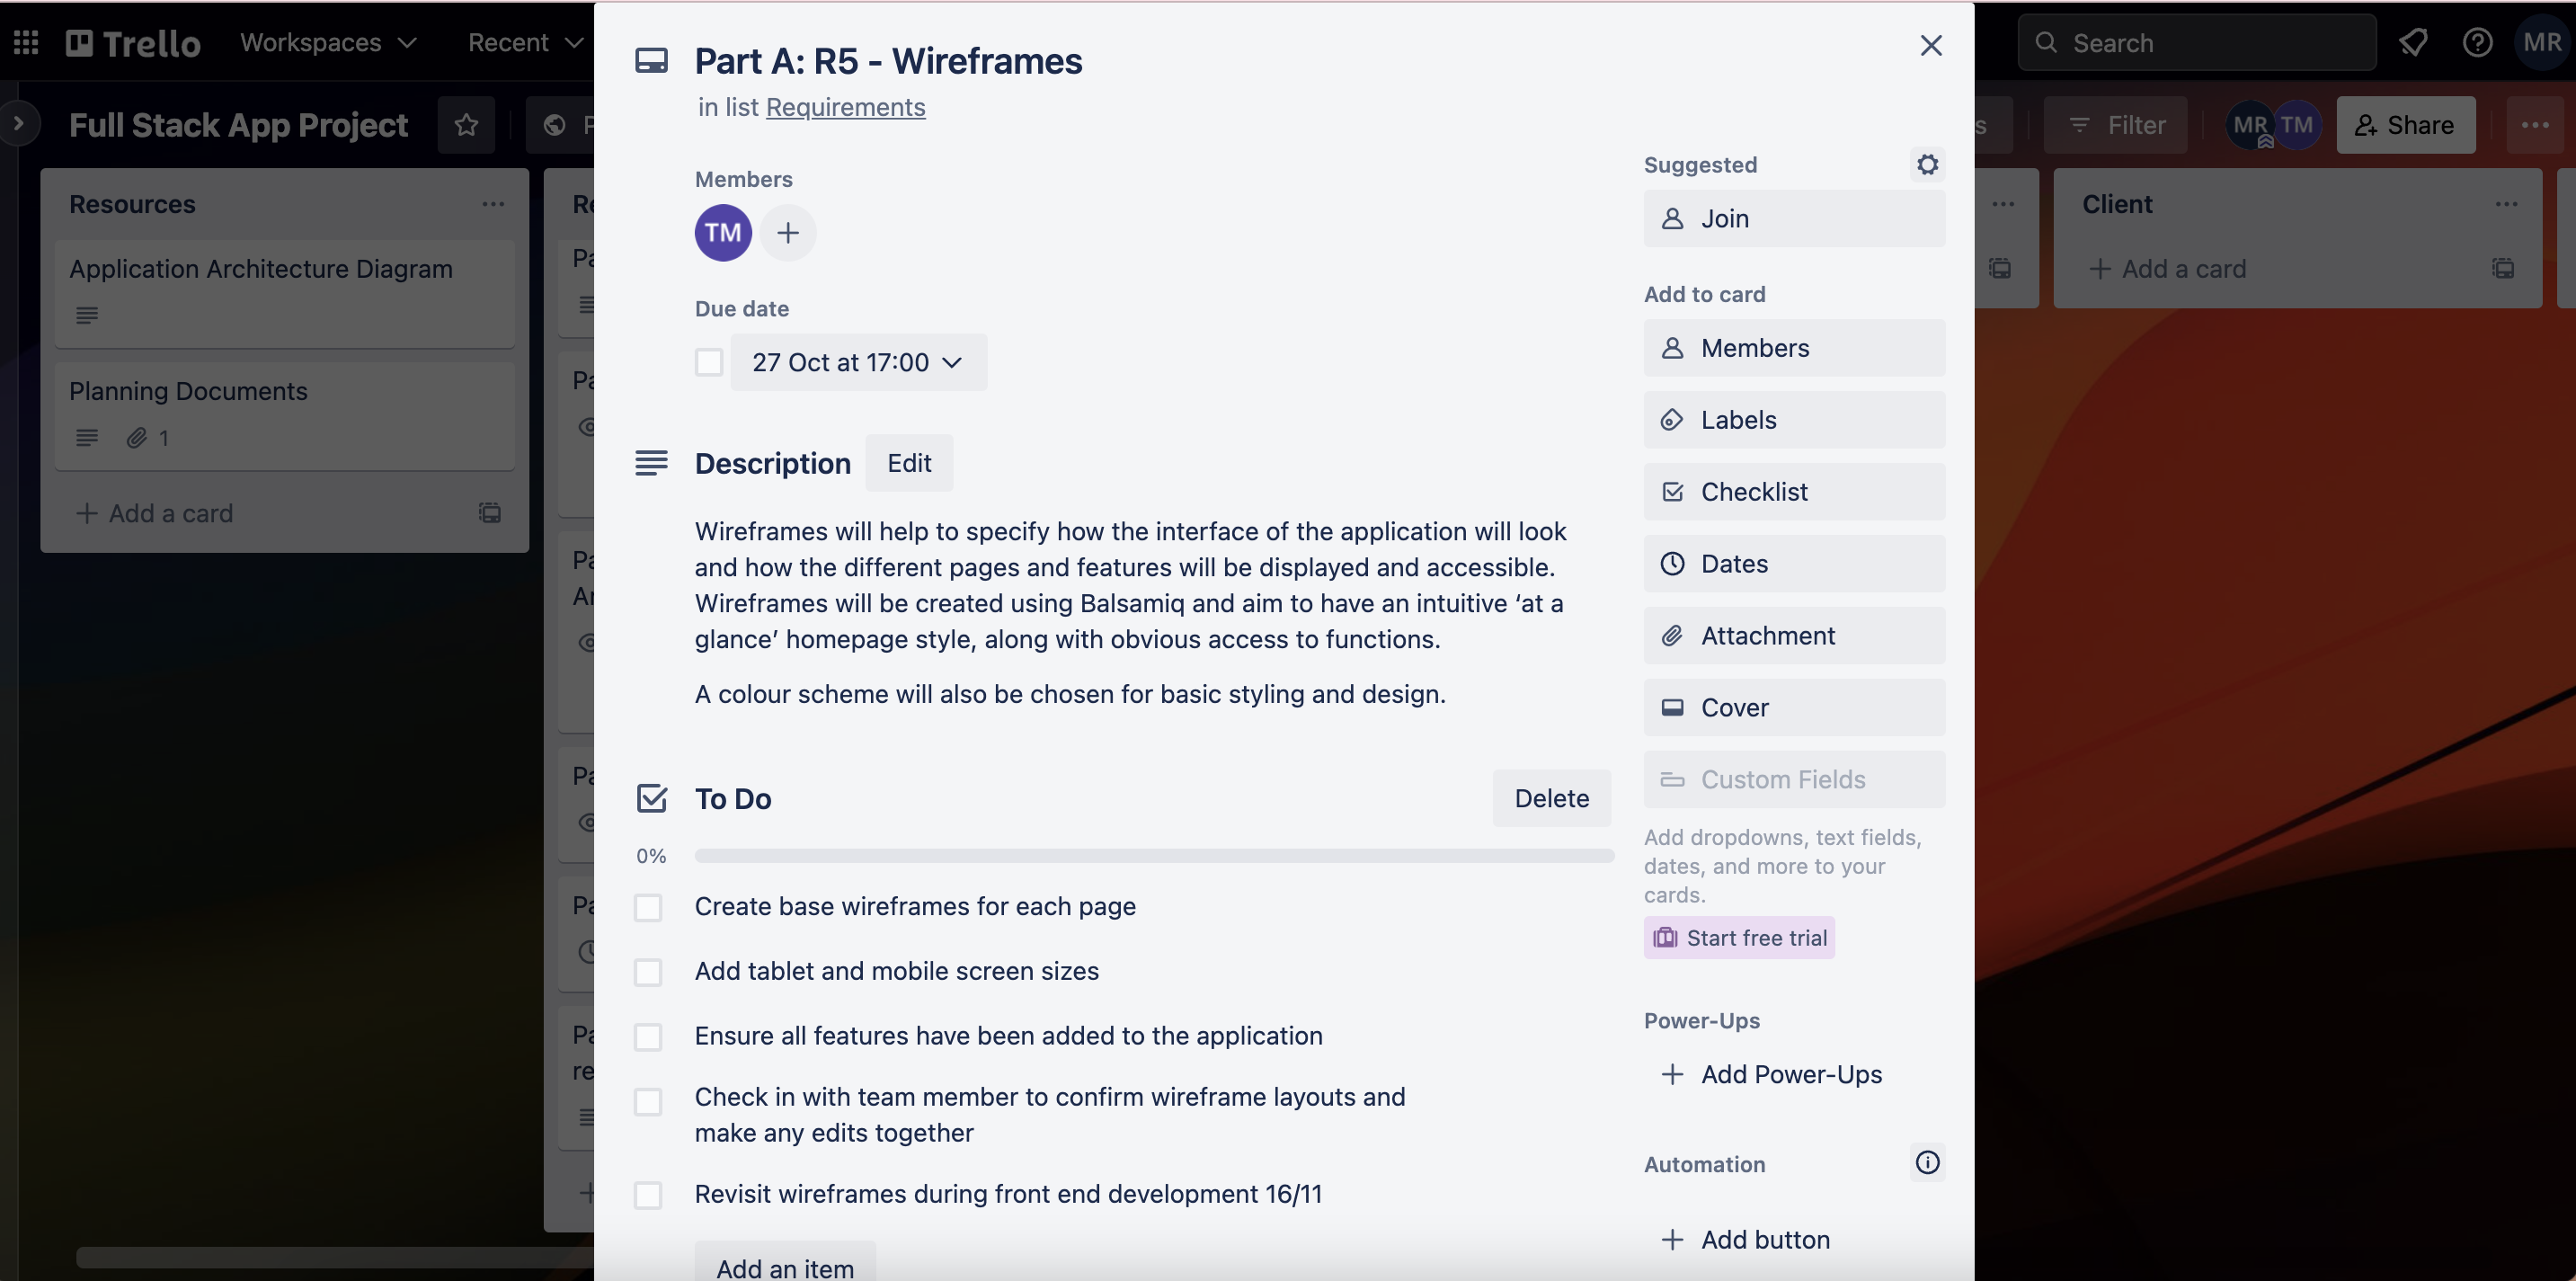 Trello
Workspaces
Recent
Search
MR
Full Stack App Project
Filter
MR
TM
Share
Resources
Application Architecture Diagram
Planning Documents
1
+ Add a card
Client
+ Add a card
Part A: R5 - Wireframes
in list Requirements
Members
TM
Due date
27 Oct at 17:00
Description
Edit
Wireframes will help to specify how the interface of the application will look
and how the different pages and features will be displayed and accessible.
Wireframes will be created using Balsamiq and aim to have an intuitive ‘at a
glance’ homepage style, along with obvious access to functions.
A colour scheme will also be chosen for basic styling and design.
To Do
Delete
0%
Create base wireframes for each page
Add tablet and mobile screen sizes
Ensure all features have been added to the application
Check in with team member to confirm wireframe layouts and
make any edits together
Revisit wireframes during front end development 16/11
Add an item
Suggested
Join
Add to card
Members
Labels
Checklist
Dates
Attachment
Cover
Custom Fields
Add dropdowns, text fields,
dates, and more to your
cards.
Start free trial
Power-Ups
+ Add Power-Ups
Automation
+ Add button